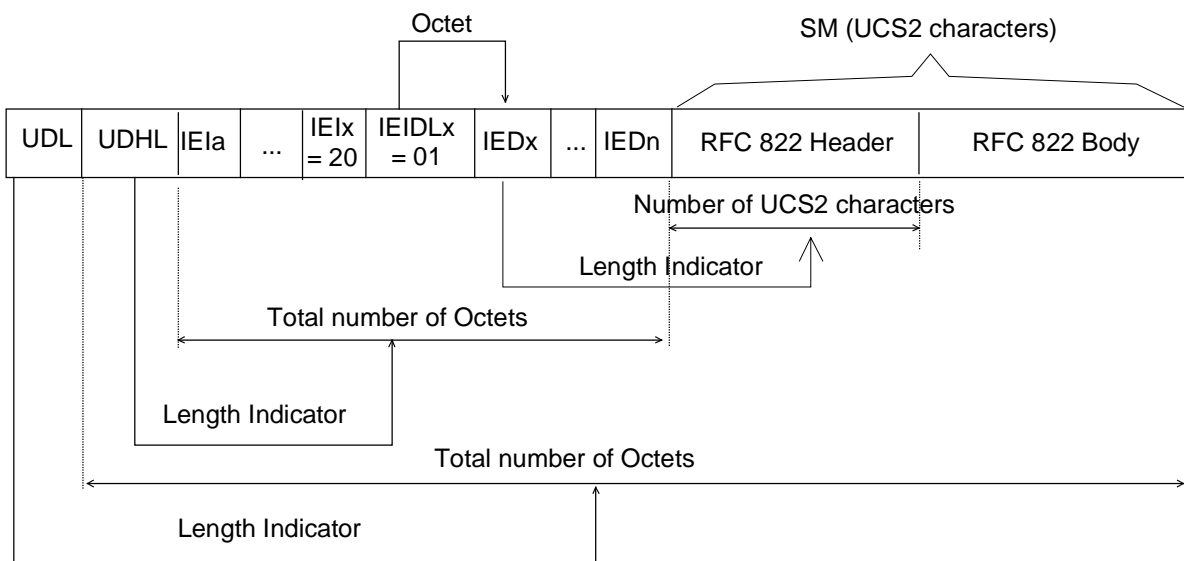 Octet
SM (UCS2 characters)
UDL
UDHL
IEIa
...
IEIx
= 20
IEIDLx
= 01
IEDx
...
IEDn
RFC 822 Header
RFC 822 Body
Number of UCS2 characters
Length Indicator
Total number of Octets
Length Indicator
Total number of Octets
Length Indicator